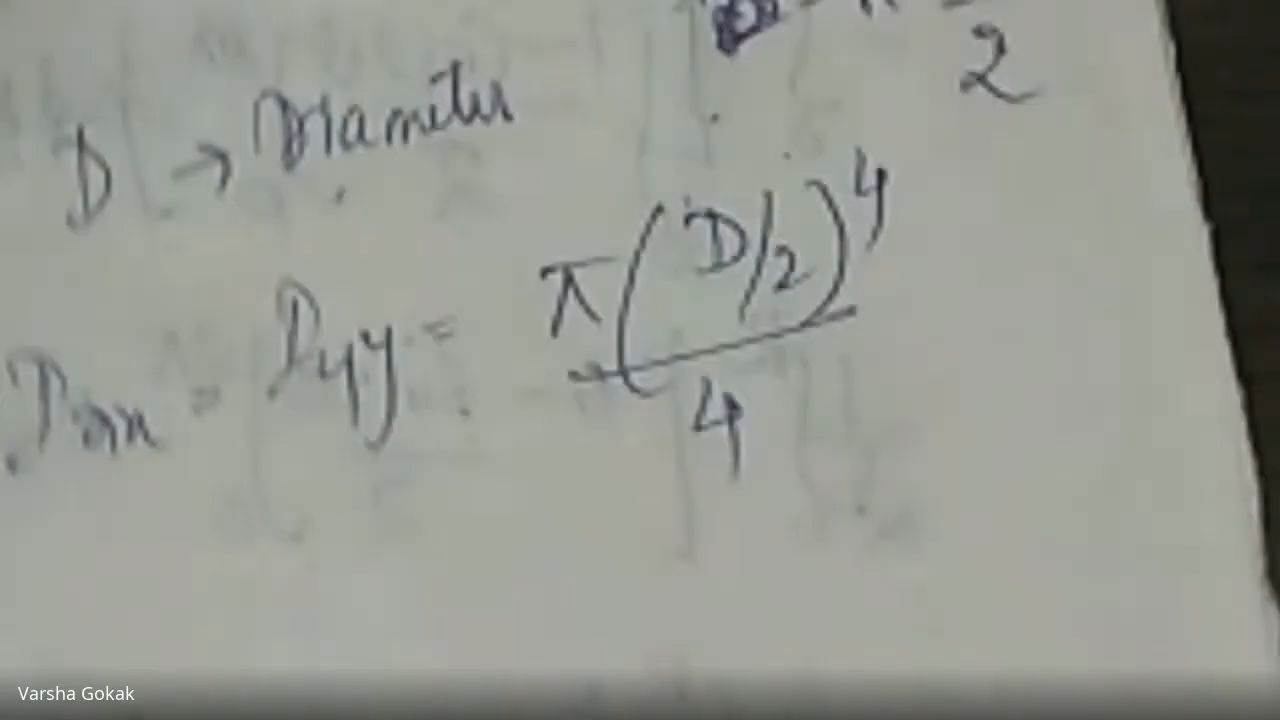 2
D → Diameter
Ixx = Iyy = π(D/2)^4 / 4
Varsha Gokak